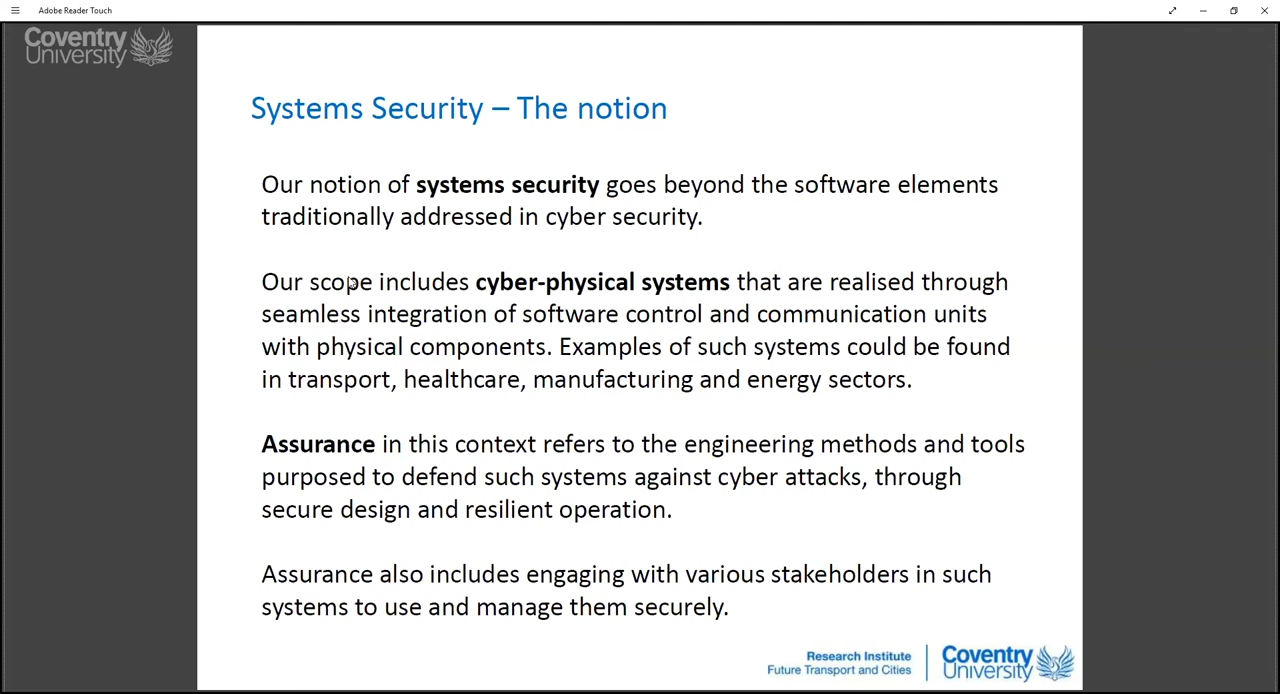 Adobe Reader Touch
Coventry
University
Systems Security – The notion
Our notion of systems security goes beyond the software elements
traditionally addressed in cyber security.
Our scope includes cyber-physical systems that are realised through
seamless integration of software control and communication units
with physical components. Examples of such systems could be found
in transport, healthcare, manufacturing and energy sectors.
Assurance in this context refers to the engineering methods and tools
purposed to defend such systems against cyber attacks, through
secure design and resilient operation.
Assurance also includes engaging with various stakeholders in such
systems to use and manage them securely.
Research Institute
Future Transport and Cities
Coventry
University